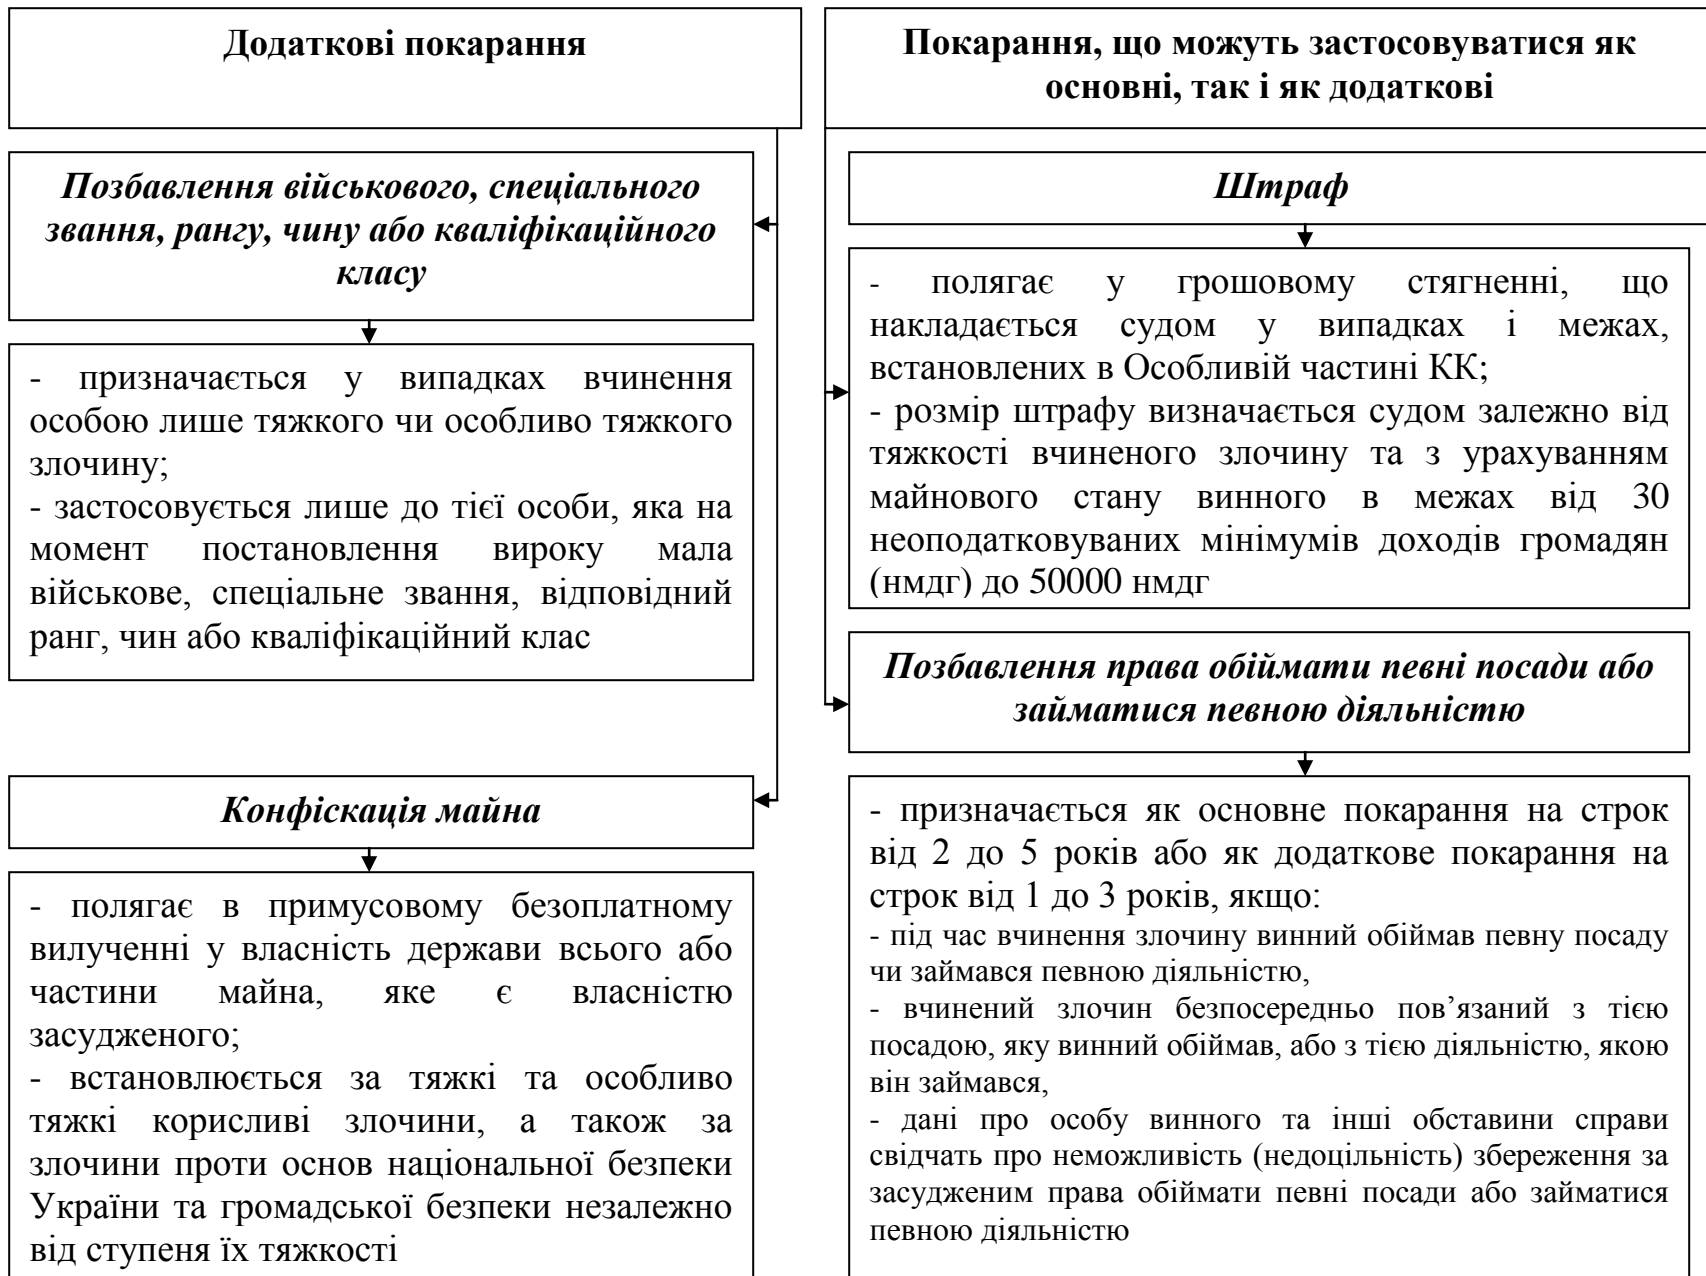 Додаткові покарання
Позбавлення військового, спеціального
звання, рангу, чину або кваліфікаційного
класу
- призначається у випадках вчинення
особою лише тяжкого чи особливо тяжкого
злочину;
- застосовується лише до тієї особи, яка на
момент постановлення вироку мала
військове, спеціальне звання, відповідний
ранг, чин або кваліфікаційний клас
Конфіскація майна
- полягає в примусовому безоплатному
вилученні у власність держави всього або
частини майна, яке є власністю
засудженого;
- встановлюється за тяжкі та особливо
тяжкі корисливі злочини, а також за
злочини проти основ національної безпеки
України та громадської безпеки незалежно
від ступеня їх тяжкості
Покарання, що можуть застосовуватися як
основні, так і як додаткові
Штраф
- полягає у грошовому стягненні, що
накладається судом у випадках і межах,
встановлених в Особливій частині КК;
- розмір штрафу визначається судом залежно від
тяжкості вчиненого злочину та з урахуванням
майнового стану винного в межах від 30
неоподатковуваних мінімумів доходів громадян
(нмдг) до 50000 нмдг
Позбавлення права обіймати певні посади або
займатися певною діяльністю
- призначається як основне покарання на строк
від 2 до 5 років або як додаткове покарання на
строк від 1 до 3 років, якщо:
- під час вчинення злочину винний обіймав певну посаду
чи займався певною діяльністю,
- вчинений злочин безпосередньо пов’язаний з тією
посадою, яку винний обіймав, або з тією діяльністю, якою
він займався,
- дані про особу винного та інші обставини справи
свідчать про неможливість (недоцільність) збереження за
засудженим права обіймати певні посади або займатися
певною діяльністю